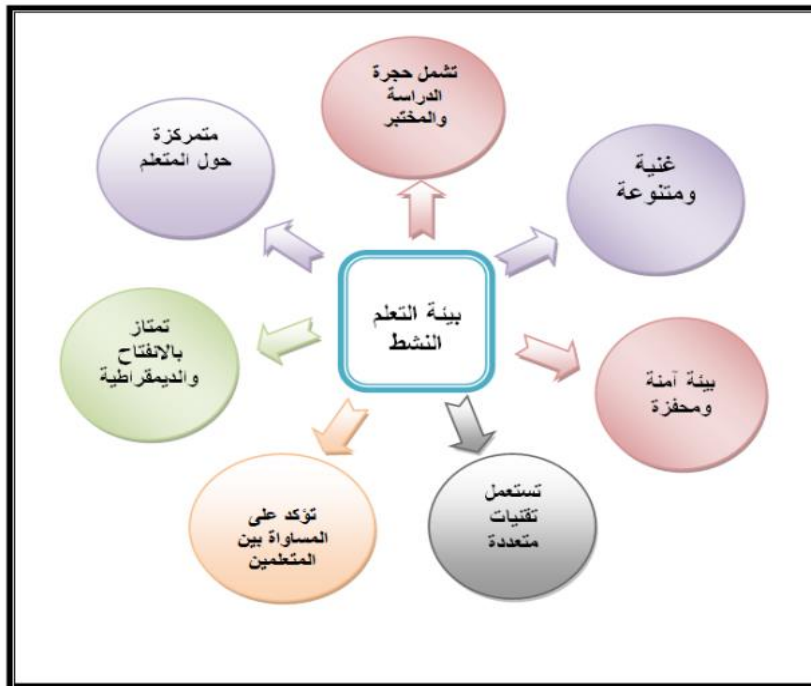 تشمل حجرة
الدراسة
والمختبر
غنية
ومتنوعة
بيئة آمنة
ومحفزة
تستعمل
تقنيات
متعددة
تؤكد على
المساواة بين
المتعلمين
تمتاز
بالانفتاح
والديمقراطية
متمركزة
حول المتعلم
بيئة التعلم
النشط